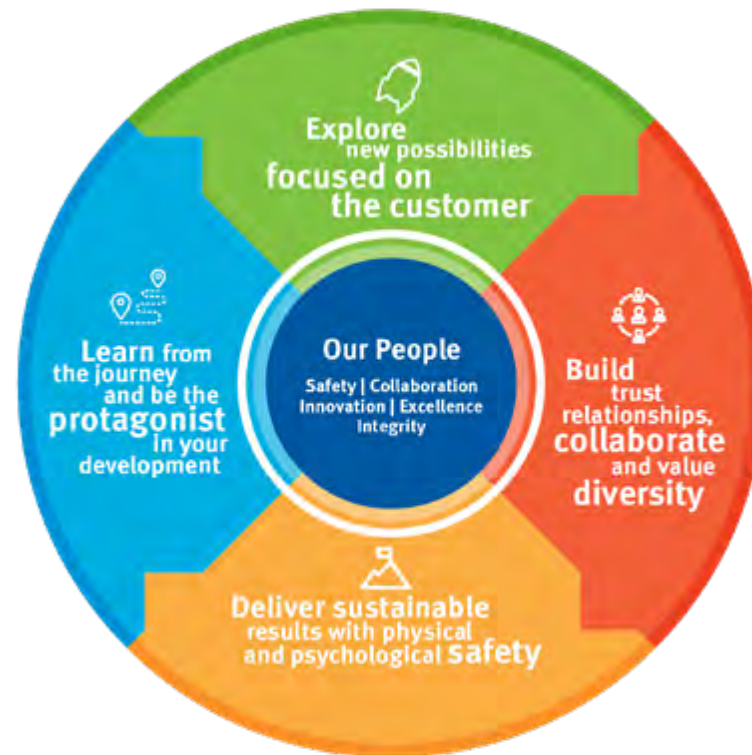 Explore
new possibilities
focused on
the customer
Learn from
the journey
and be the
protagonist
in your
development
Our People
Safety | Collaboration
Innovation | Excellence
Integrity
Build
trust
relationships,
collaborate
and value
diversity
Deliver sustainable
results with physical
and psychological safety